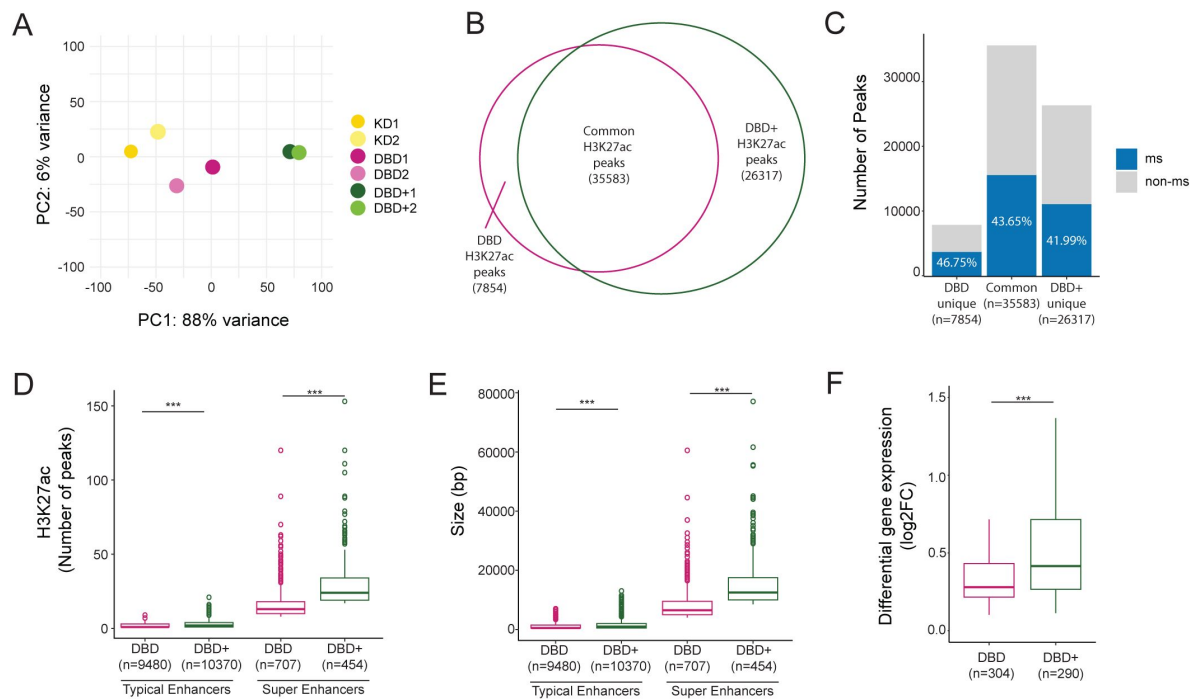 A
100
50
0
-50
-100
-100
-50
0
50
100
PC2: 6% variance
PC1: 88% variance
KD1
KD2
DBD1
DBD2
DBD+1
DBD+2
B
Common
H3K27ac
peaks
(35583)
DBD+
H3K27ac
peaks
(26317)
DBD
H3K27ac
peaks
(7854)
C
Number of Peaks
30000
20000
10000
0
46.75%
43.65%
41.99%
DBD
unique
(n=7854)
Common
(n=35583)
DBD+
unique
(n=26317)
ms
non-ms
D
H3K27ac
(Number of peaks)
150
100
50
0
***
***
DBD
(n=9480)
DBD+
(n=10370)
DBD
(n=707)
DBD+
(n=454)
Typical Enhancers
Super Enhancers
E
Size (bp)
80000
60000
40000
20000
0
***
***
DBD
(n=9480)
DBD+
(n=10370)
DBD
(n=707)
DBD+
(n=454)
Typical Enhancers
Super Enhancers
F
Differential gene expression
(log2FC)
1.5
1.0
0.5
0.0
***
DBD
(n=304)
DBD+
(n=290)